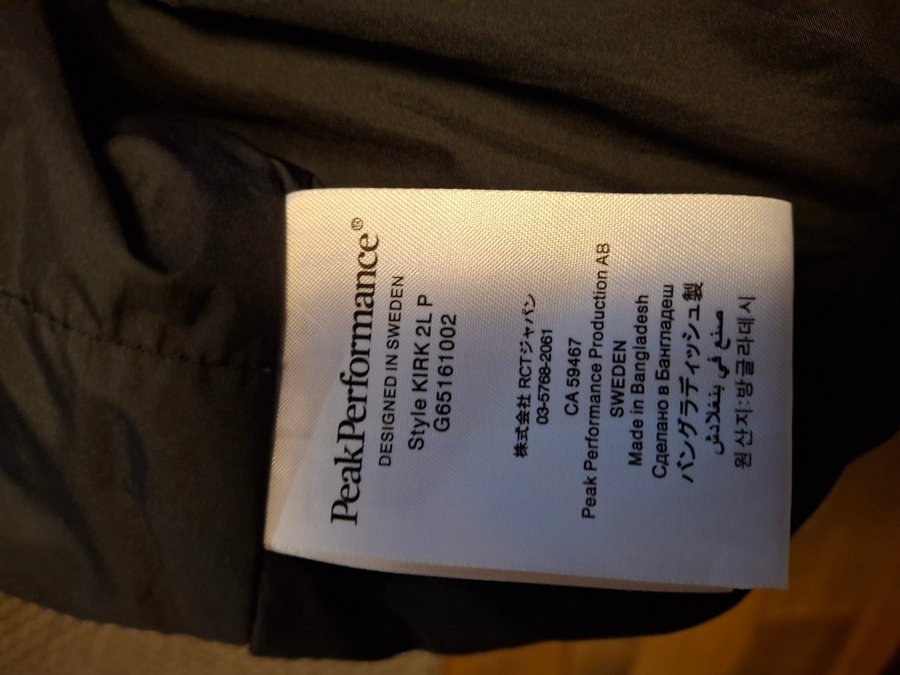 PeakPerformance®
DESIGNED IN SWEDEN
Style KIRK 2L P
G65161002
株式会社 RCTジャパン
03-5768-2061
CA 59467
Peak Performance Production AB
SWEDEN
Made in Bangladesh
Сделано в Бангладеш
バングラディッシュ製
صنع في بنغلادش
원산지:방글라데시